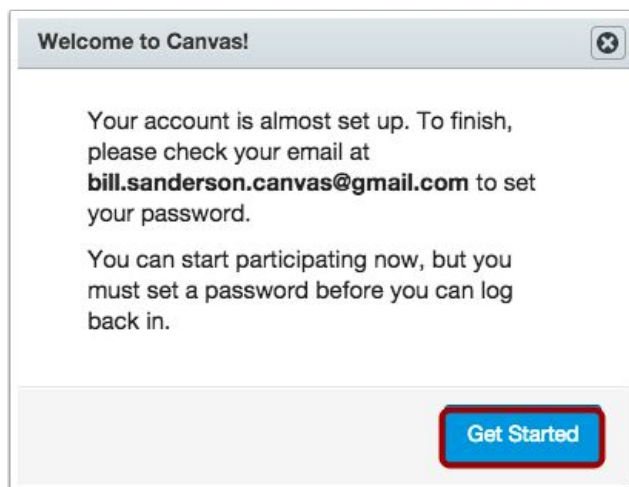 Welcome to Canvas!
Your account is almost set up. To finish,
please check your email at
bill.sanderson.canvas@gmail.com to set
your password.
You can start participating now, but you
must set a password before you can log
back in.
Get Started